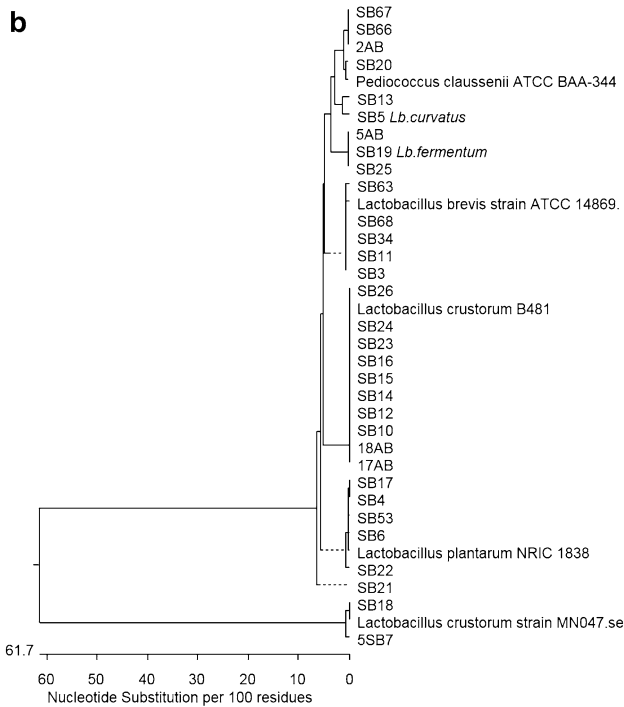 b
SB67
SB66
2AB
SB20
Pediococcus claussenii ATCC BAA-344
SB13
SB5 Lb.curvatus
5AB
SB19 Lb.fermentum
SB25
SB63
Lactobacillus brevis strain ATCC 14869.
SB68
SB34
SB11
SB3
SB26
Lactobacillus crustorum B481
SB24
SB23
SB16
SB15
SB14
SB12
SB10
18AB
17AB
SB17
SB4
SB53
SB6
Lactobacillus plantarum NRIC 1838
SB22
SB21
SB18
Lactobacillus crustorum strain MN047.se
5SB7
61.7
60 50 40 30 20 10 0
Nucleotide Substitution per 100 residues